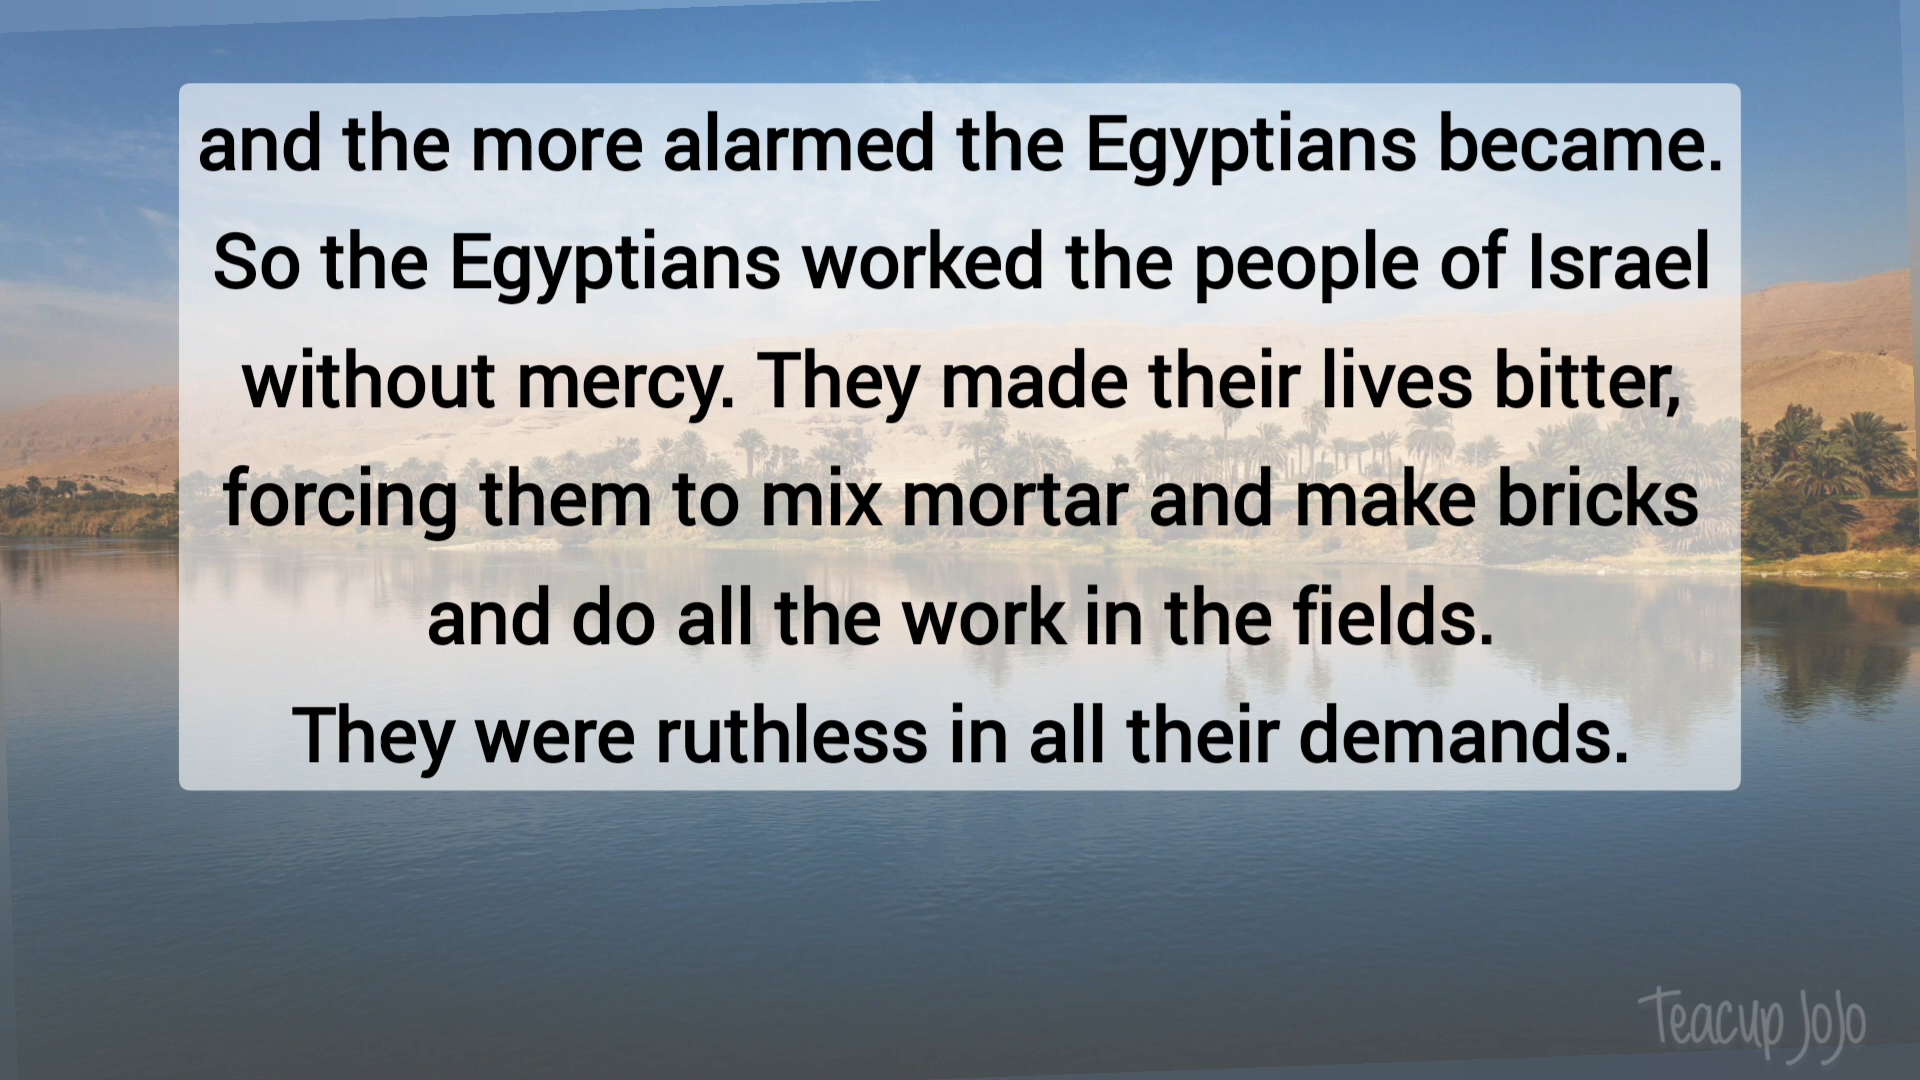 and the more alarmed the Egyptians became.
So the Egyptians worked the people of Israel
without mercy. They made their lives bitter,
forcing them to mix mortar and make bricks
and do all the work in the fields.
They were ruthless in all their demands.
Teacup JoJo